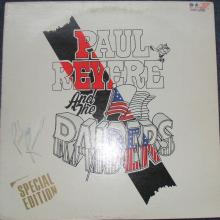 PAUL
REVERE
And The
RAIDERS
SPECIAL
EDITION